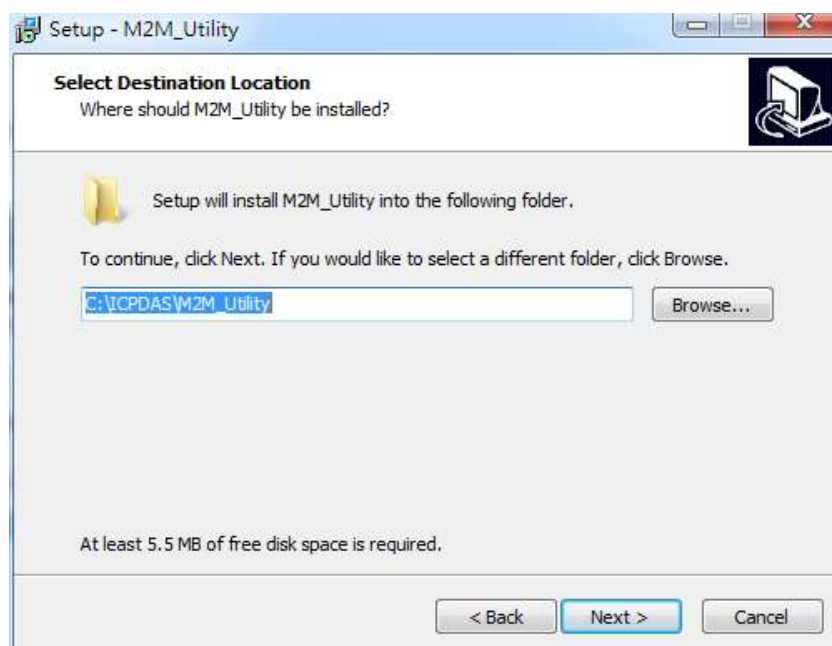 Setup - M2M_Utility
Select Destination Location
Where should M2M_Utility be installed?
Setup will install M2M_Utility into the following folder.
To continue, click Next. If you would like to select a different folder, click Browse.
C:\ICPDAS\M2M_Utility
Browse...
At least 5.5 MB of free disk space is required.
< Back
Next >
Cancel